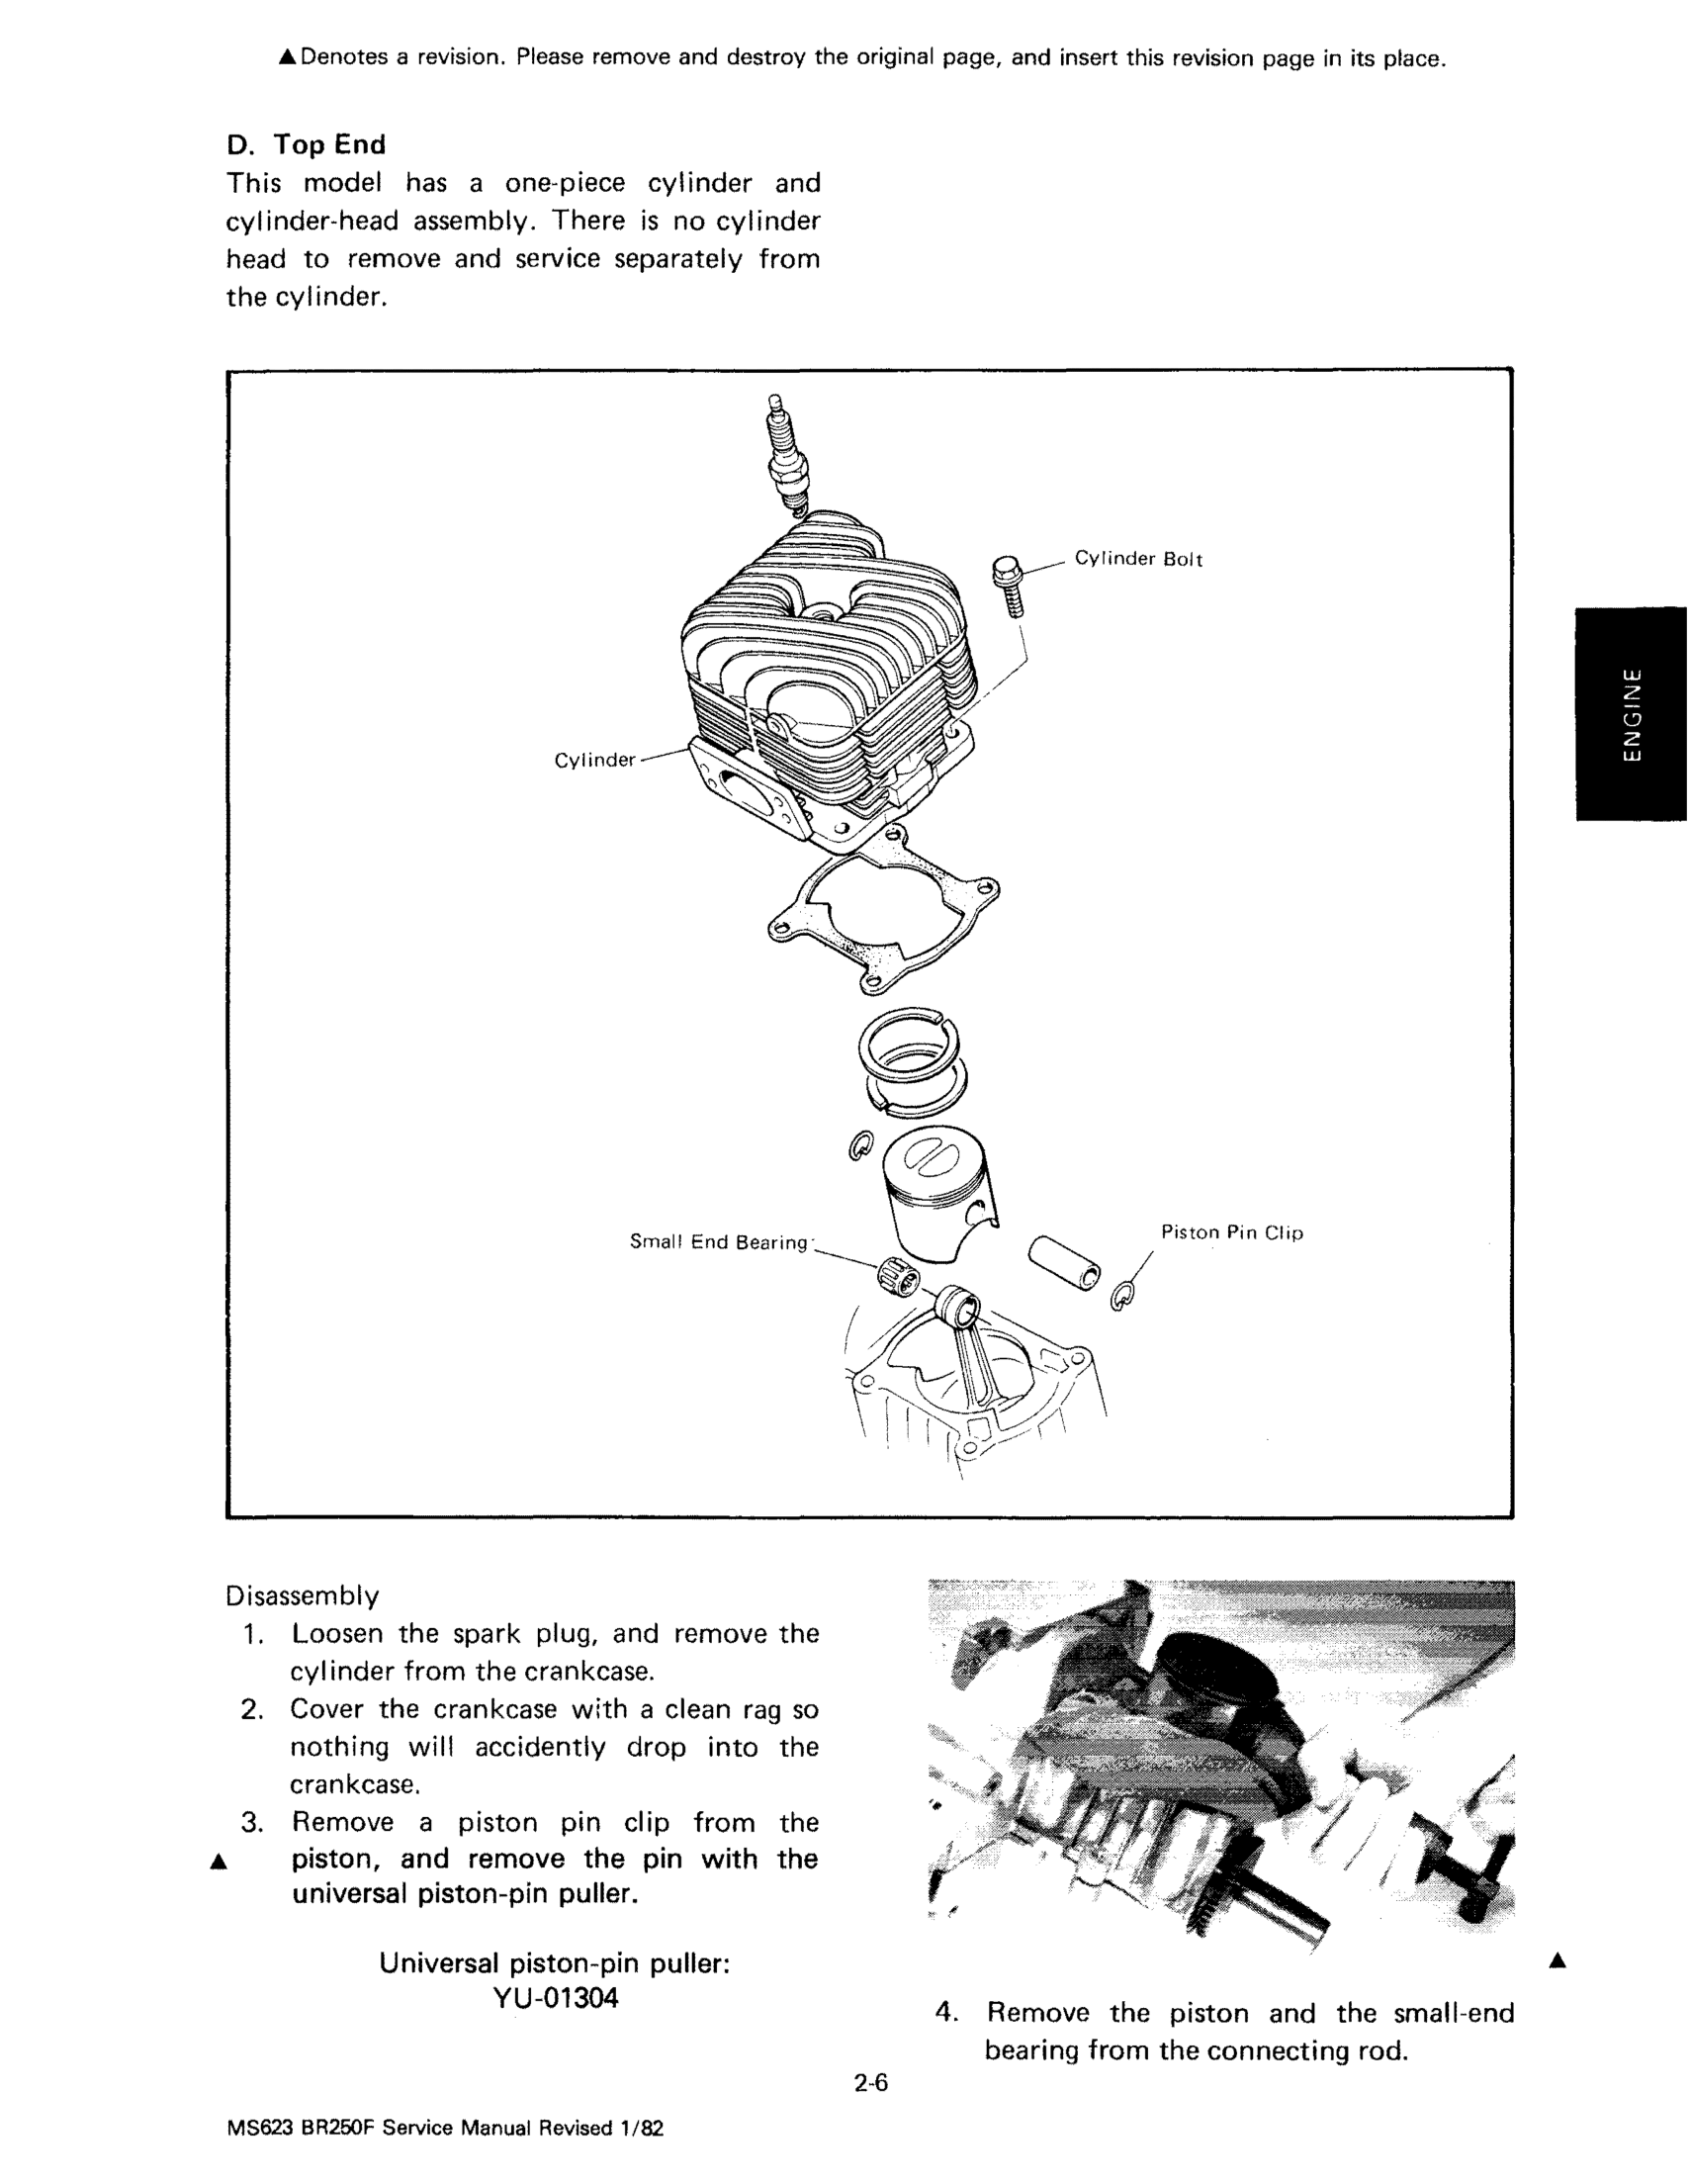 ▲Denotes a revision. Please remove and destroy the original page, and insert this revision page in its place.
D. Top End
This model has a one-piece cylinder and
cylinder-head assembly. There is no cylinder
head to remove and service separately from
the cylinder.
Cylinder Bolt
Cylinder
Small End Bearing
Piston Pin Clip
ENGINE
Disassembly
1. Loosen the spark plug, and remove the
cylinder from the crankcase.
2. Cover the crankcase with a clean rag so
nothing will accidently drop into the
crankcase.
3. Remove a piston pin clip from the
▲ piston, and remove the pin with the
universal piston-pin puller.
Universal piston-pin puller:
YU-01304
▲
4. Remove the piston and the small-end
bearing from the connecting rod.
2-6
MS623 BR250F Service Manual Revised 1/82